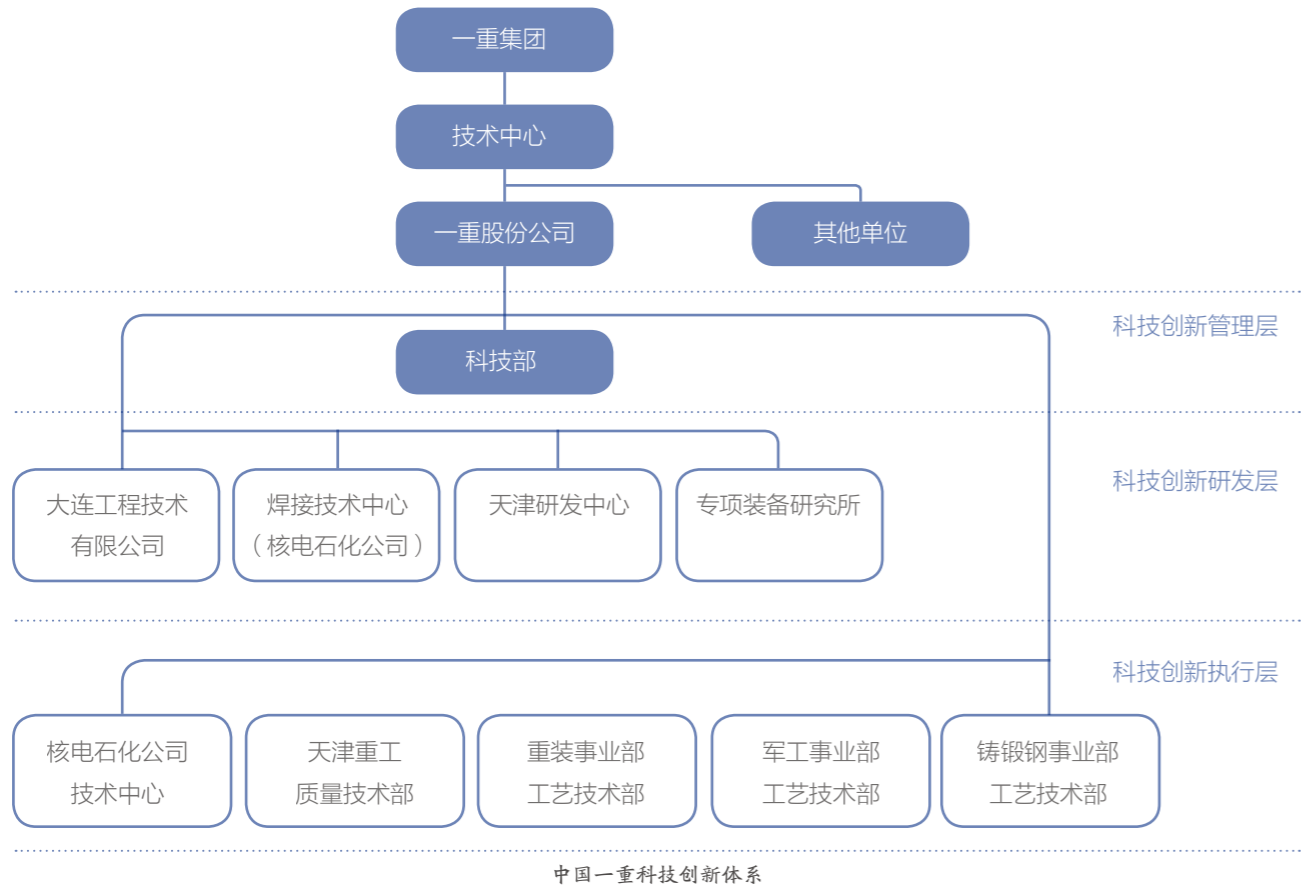 一重集团
技术中心
一重股份公司
其他单位
科技创新管理层
科技部
科技创新研发层
大连工程技术
有限公司
焊接技术中心
（核电石化公司）
天津研发中心
专项装备研究所
科技创新执行层
核电石化公司
技术中心
天津重工
质量技术部
重装事业部
工艺技术部
军工事业部
工艺技术部
铸锻钢事业部
工艺技术部
中国一重科技创新体系